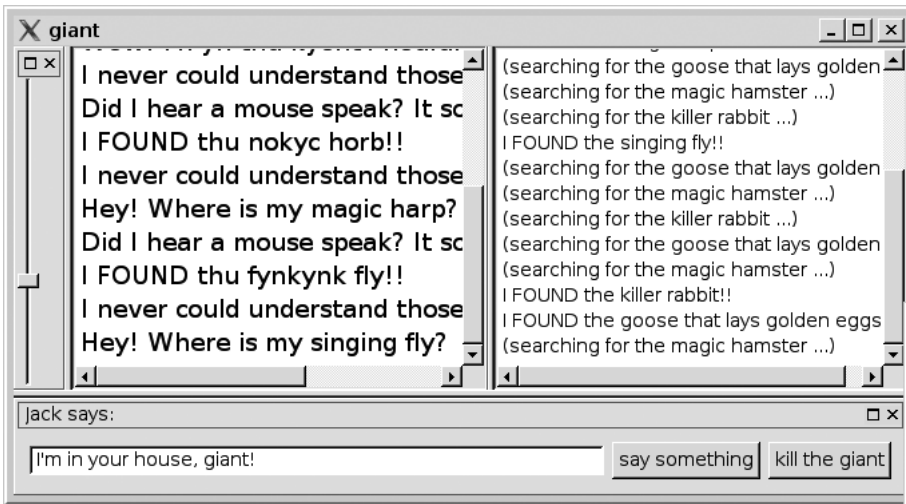 giant
I never could understand those
Did I hear a mouse speak? It
I FOUND thu nokyc horb!!
I never could understand those
Hey! Where is my magic harp?
Did I hear a mouse speak? It
I FOUND thu fynkynk fly!!
I never could understand those
Hey! Where is my singing fly?
(searching for the goose that lays golden
(searching for the magic hamster ...)
(searching for the killer rabbit ...)
I FOUND the singing fly!!
(searching for the goose that lays golden
(searching for the magic hamster ...)
(searching for the killer rabbit ...)
(searching for the goose that lays golden
(searching for the magic hamster ...)
I FOUND the killer rabbit!!
I FOUND the goose that lays golden eggs
(searching for the magic hamster ...)
Jack says:
I'm in your house, giant!
say something
kill the giant